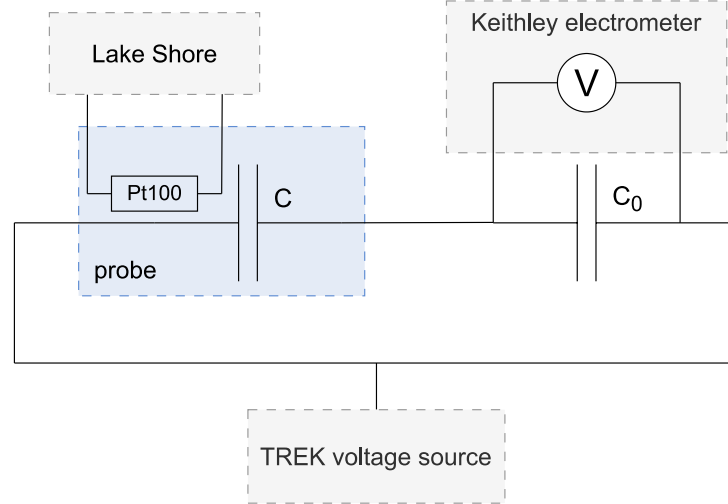 Keithley electrometer
Lake Shore
V
Pt100
C
C₀
probe
TREK voltage source